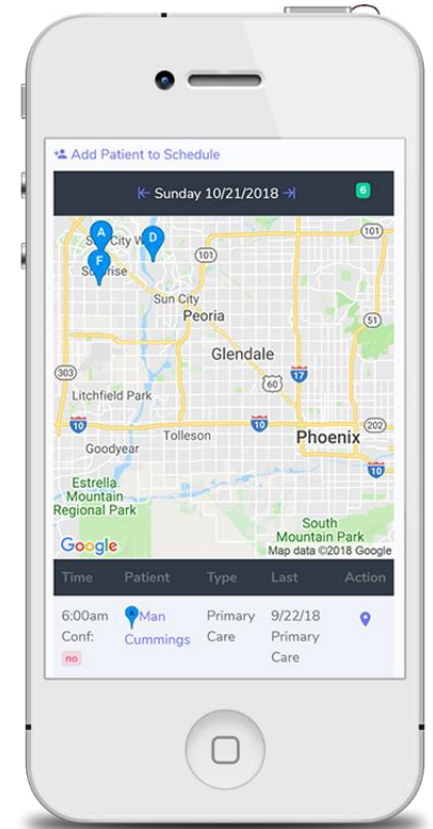 Add Patient to Schedule
Sunday 10/21/2018
6
A
D
F
City
101
101
Sun City
Peoria
51
Glendale
17
60
303
Litchfield Park
10
Tolleson
10
Phoenix
202
Goodyear
10
Estrella
Mountain
Regional Park
South
Mountain Park
Google
Map data ©2018 Google
Time Patient Type Last Action
6:00am A Man Primary 9/22/18
Conf: Cummings Care Primary
no Care